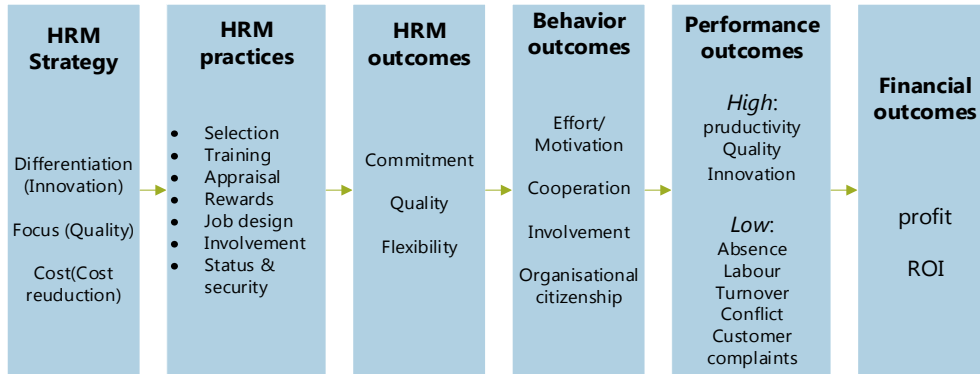 HRM
Strategy
Differentiation
(Innovation)
Focus (Quality)
Cost(Cost
reuduction)
HRM
practices
• Selection
• Training
• Appraisal
• Rewards
• Job design
• Involvement
• Status &
security
HRM
outcomes
Commitment
Quality
Flexibility
Behavior
outcomes
Effort/
Motivation
Cooperation
Involvement
Organisational
citizenship
Performance
outcomes
High:
pruductivity
Quality
Innovation
Low:
Absence
Labour
Turnover
Conflict
Customer
complaints
Financial
outcomes
profit
ROI